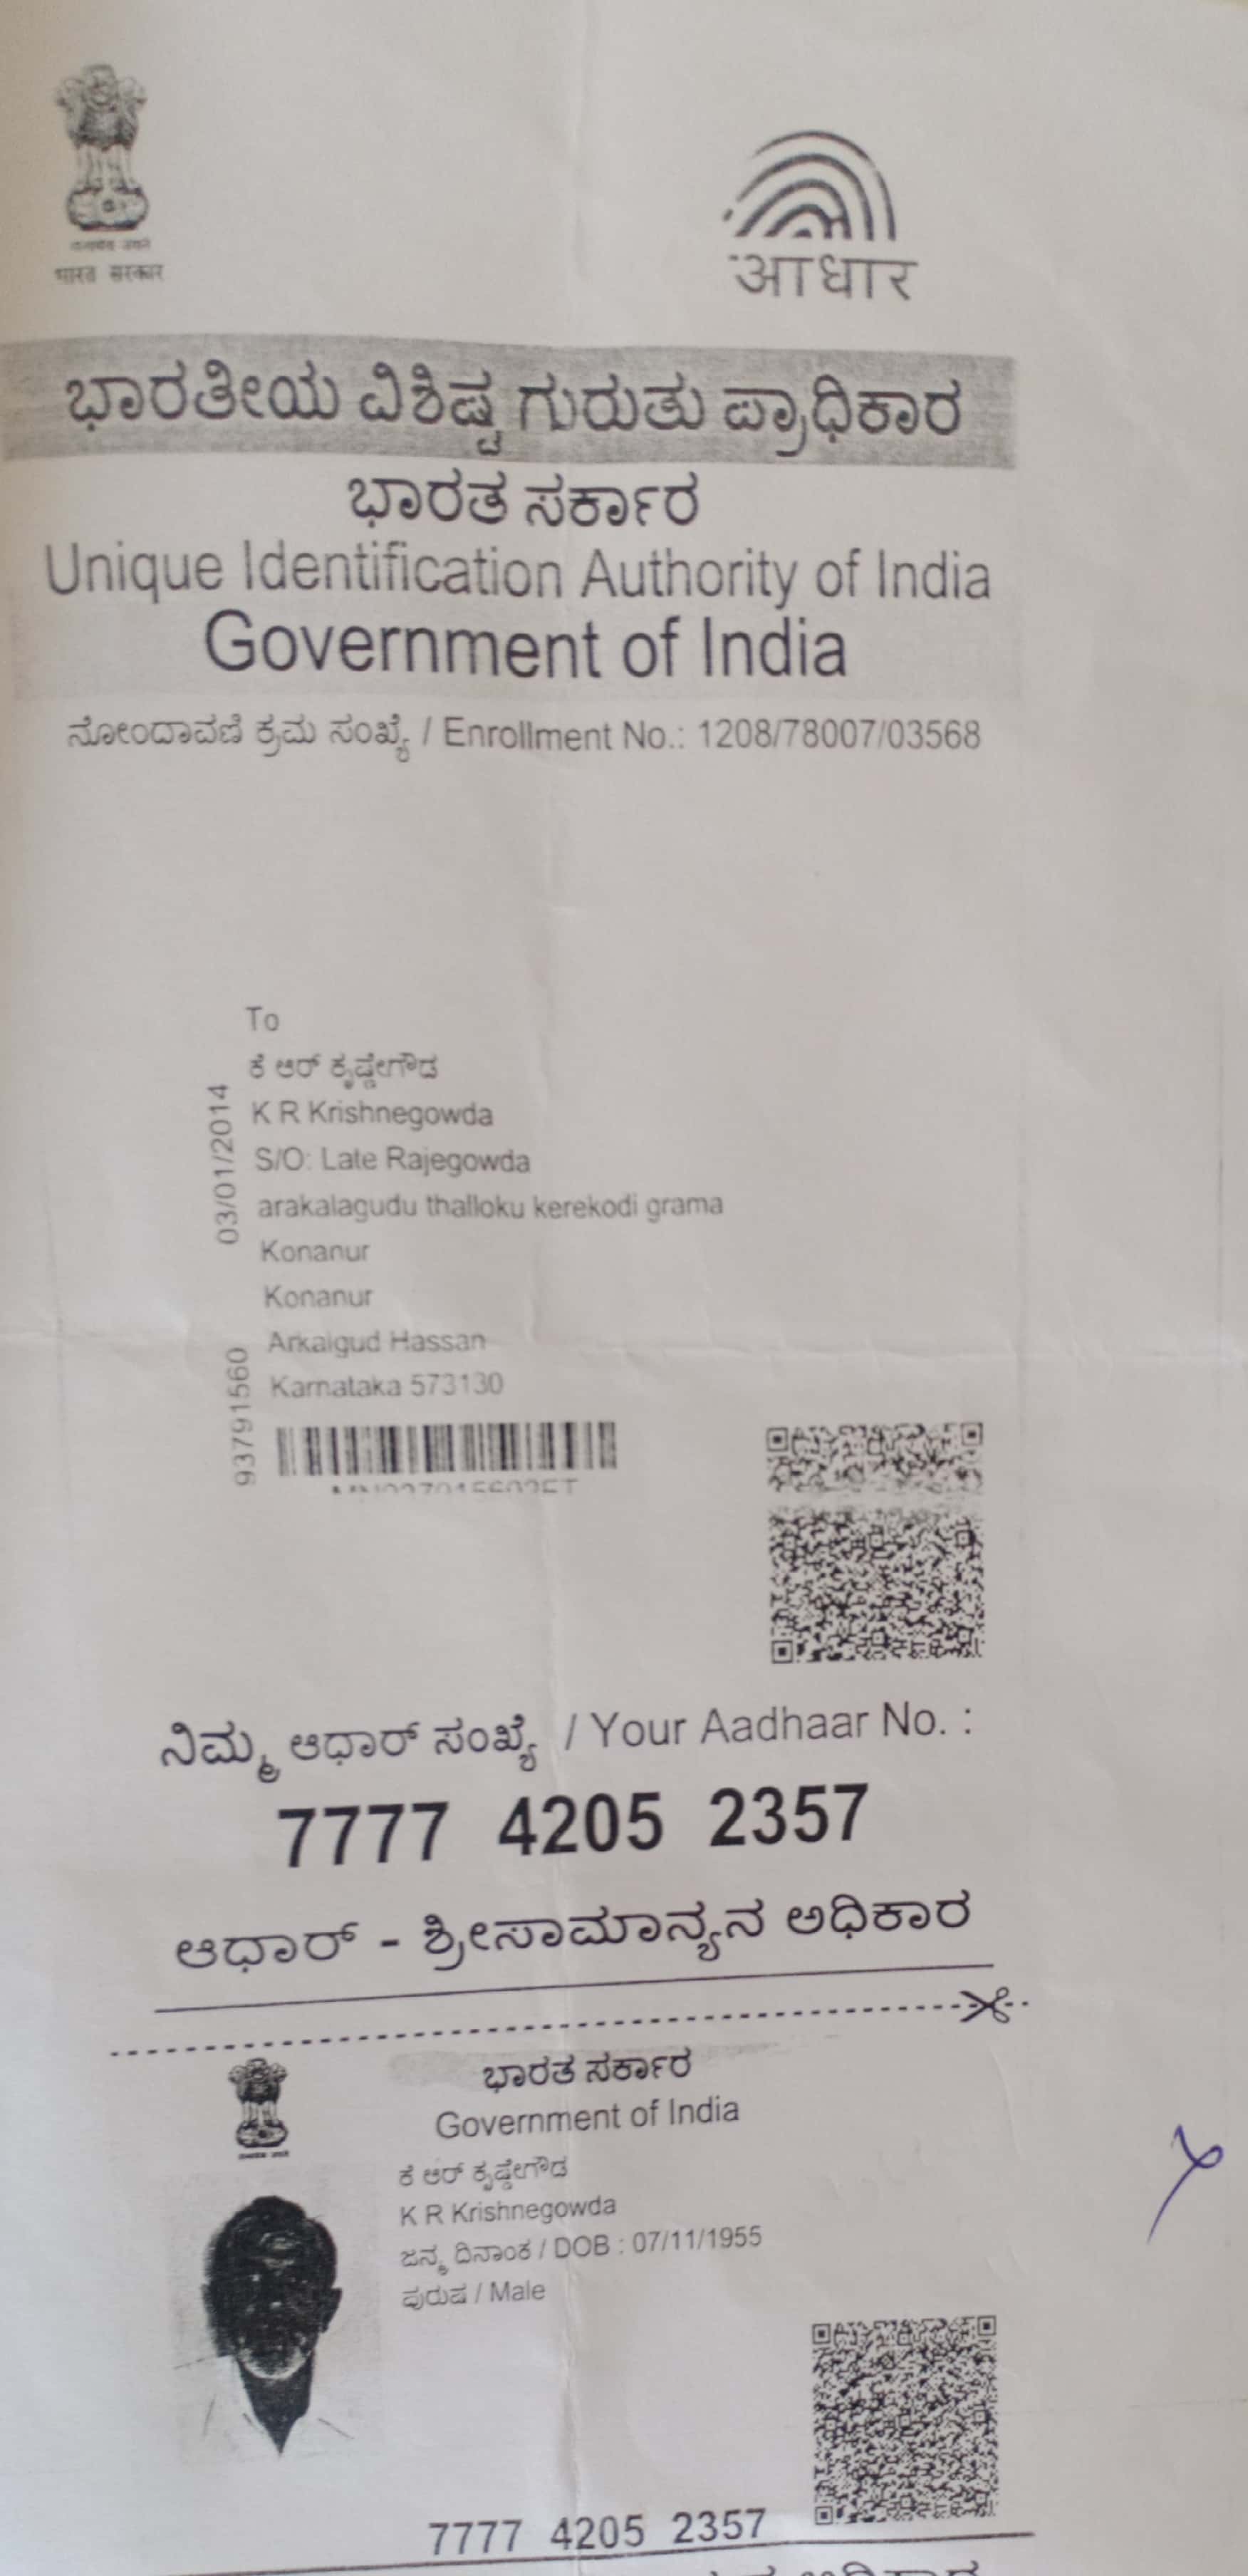 भारत सरकार
आधार
ಭಾರತೀಯ ವಿಶಿಷ್ಟ ಗುರುತು ಪ್ರಾಧಿಕಾರ
ಭಾರತ ಸರ್ಕಾರ
Unique Identification Authority of India
Government of India
ನೋಂದಾವಣಿ ಕ್ರಮ ಸಂಖ್ಯೆ / Enrollment No.: 1208/78007/03568
To
ಕೆ ಆರ್ ಕೃಷ್ಣೇಗೌಡ
K R Krishnegowda
S/O: Late Rajegowda
arakalagudu thalloku kerekodi grama
Konanur
Konanur
Arkalgud Hassan
Karnataka 573130
03/01/2014
93791560
ನಿಮ್ಮ ಆಧಾರ್ ಸಂಖ್ಯೆ / Your Aadhaar No. :
7777 4205 2357
ಆಧಾರ್ - ಶ್ರೀಸಾಮಾನ್ಯನ ಅಧಿಕಾರ
ಭಾರತ ಸರ್ಕಾರ
Government of India
ಕೆ ಆರ್ ಕೃಷ್ಣೇಗೌಡ
K R Krishnegowda
ಜನ್ಮ ದಿನಾಂಕ / DOB : 07/11/1955
ಪುರುಷ / Male
7777 4205 2357